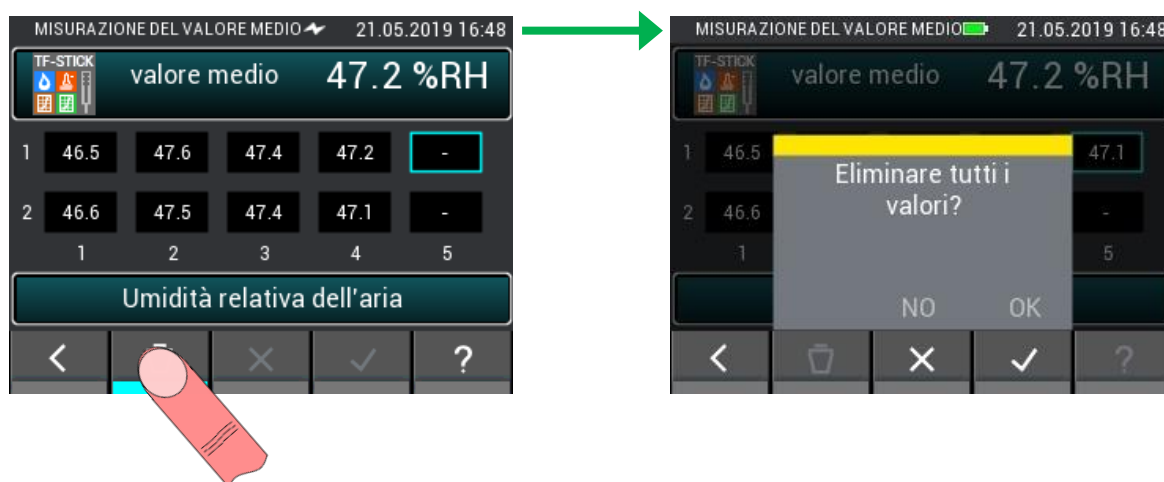 MISURAZIONE DEL VALORE MEDIO 21.05.2019 16:48
TF-STICK valore medio 47.2 %RH
1 46.5 47.6 47.4 47.2 -
2 46.6 47.5 47.4 47.1 -
1 2 3 4 5
Umidità relativa dell'aria
?
MISURAZIONE DEL VALORE MEDIO 21.05.2019 16:48
TF-STICK valore medio 47.2 %RH
1 46.5 47.1
Eliminare tutti i
valori?
2 46.6 -
1 5
NO OK
?